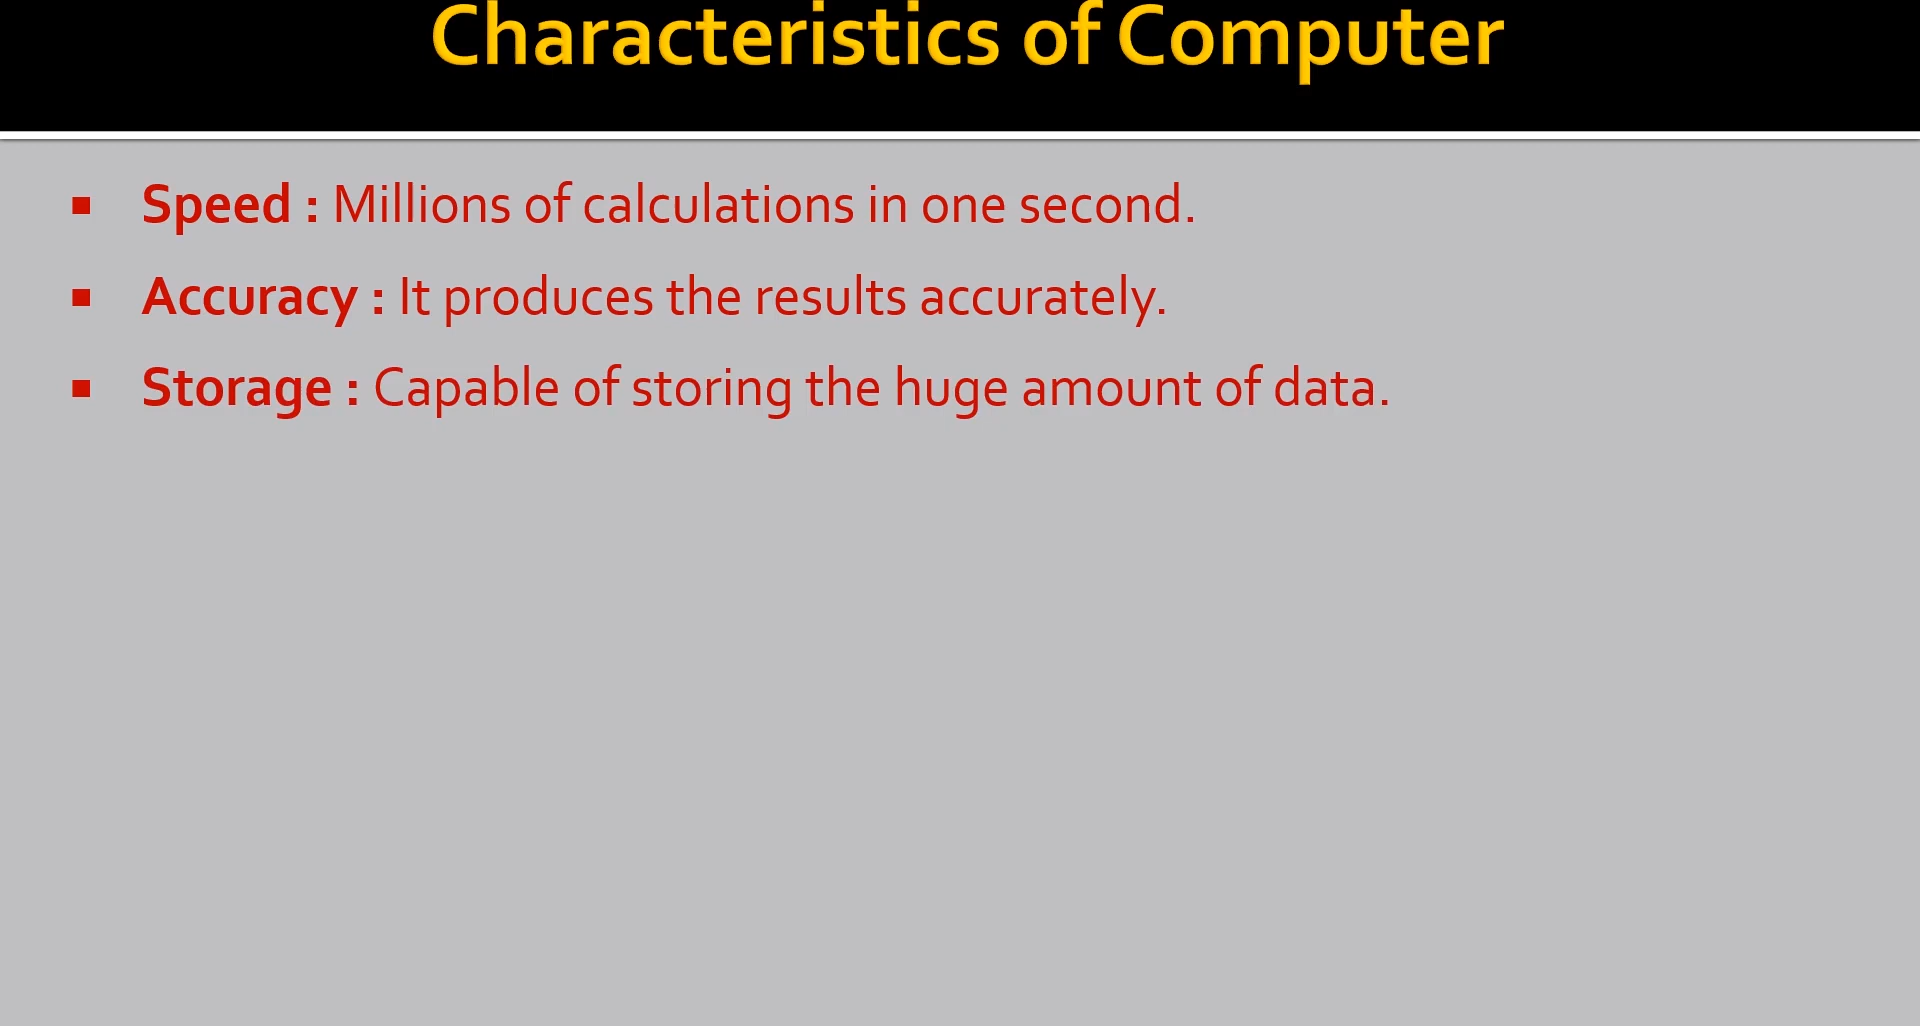 Characteristics of Computer
▪ Speed : Millions of calculations in one second.
▪ Accuracy : It produces the results accurately.
▪ Storage : Capable of storing the huge amount of data.